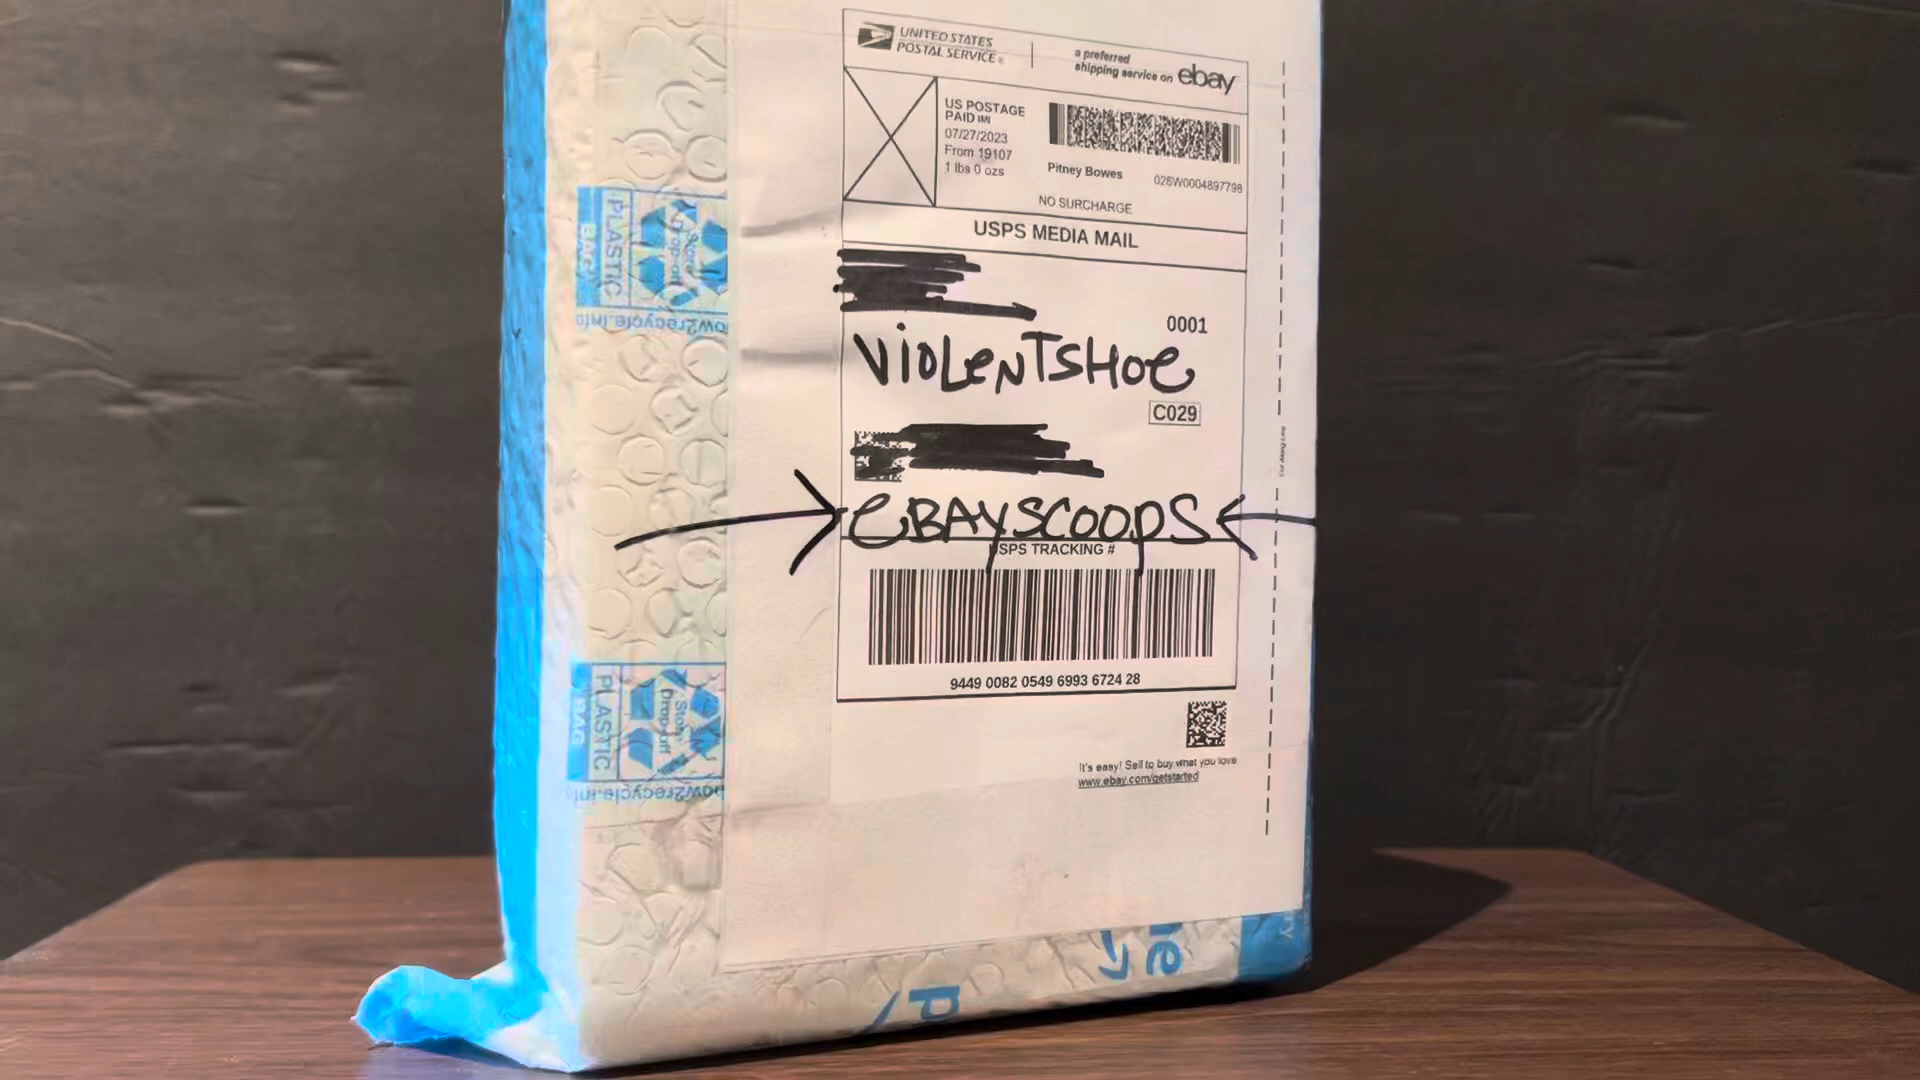 UNITED STATES
POSTAL SERVICE®
a preferred
shipping service on ebay
US POSTAGE
PAID IMI
07/27/2023
From 19107
1 lbs 0 ozs
Pitney Bowes
026W0004897798
NO SURCHARGE
USPS MEDIA MAIL
0001
VIOLENTSHOE
C029
eBAYSCOOPS
USPS TRACKING #
9449 0082 0549 6993 6724 28
It's easy! Sell to buy what you love
www.ebay.com/getstarted
Cut Along Line
PLASTIC
BAG
Store
Drop-off
how2recycle.info
PLASTIC
BAG
Store
Drop-off
how2recycle.info